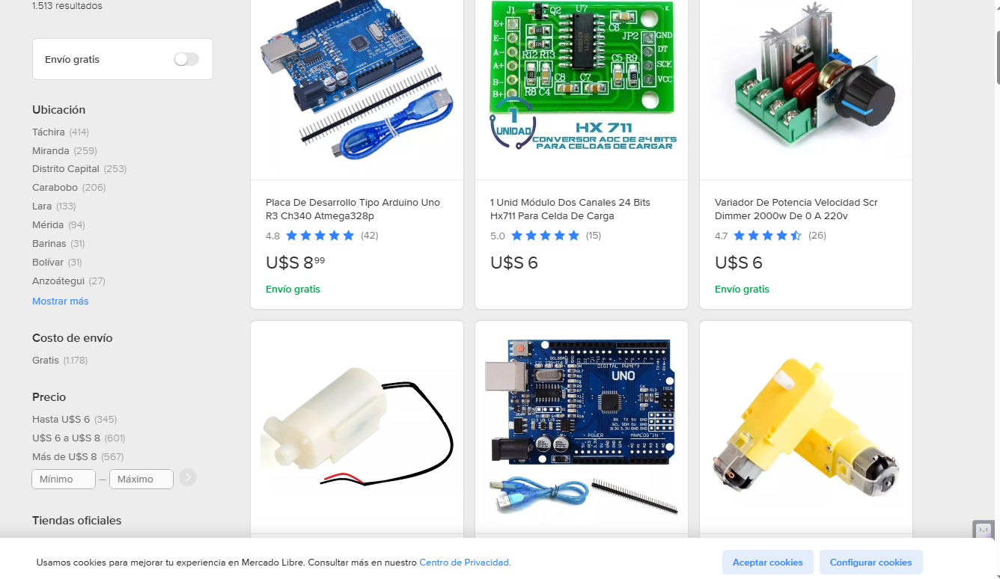 1.513 resultados
Envío gratis
Ubicación
Táchira (414)
Miranda (259)
Distrito Capital (253)
Carabobo (206)
Lara (133)
Mérida (94)
Barinas (31)
Bolívar (31)
Anzoátegui (27)
Mostrar más
Costo de envío
Gratis (1.178)
Precio
Hasta U$S 6 (345)
U$S 6 a U$S 8 (601)
Más de U$S 8 (567)
Mínimo — Máximo
Tiendas oficiales
J1
Q2
U7
K
E+
E-
A-
A+
B-
B+
R12 R13
R8 C4
C8 C7
C6
C5 R9
JP2
GND
DT
SCK
VCC
1
UNIDAD
HX 711
CONVERSOR ADC DE 24 BITS
PARA CELDAS DE CARGAR
Placa De Desarrollo Tipo Arduino Uno
R3 Ch340 Atmega328p
4.8 (42)
U$S 8 99
Envío gratis
1 Unid Módulo Dos Canales 24 Bits
Hx711 Para Celda De Carga
5.0 (15)
U$S 6
Variador De Potencia Velocidad Scr
Dimmer 2000w De 0 A 220v
4.7 (26)
U$S 6
Envío gratis
UNO
POWER
ANALOG IN
Usamos cookies para mejorar tu experiencia en Mercado Libre. Consultar más en nuestro Centro de Privacidad.
Aceptar cookies
Configurar cookies